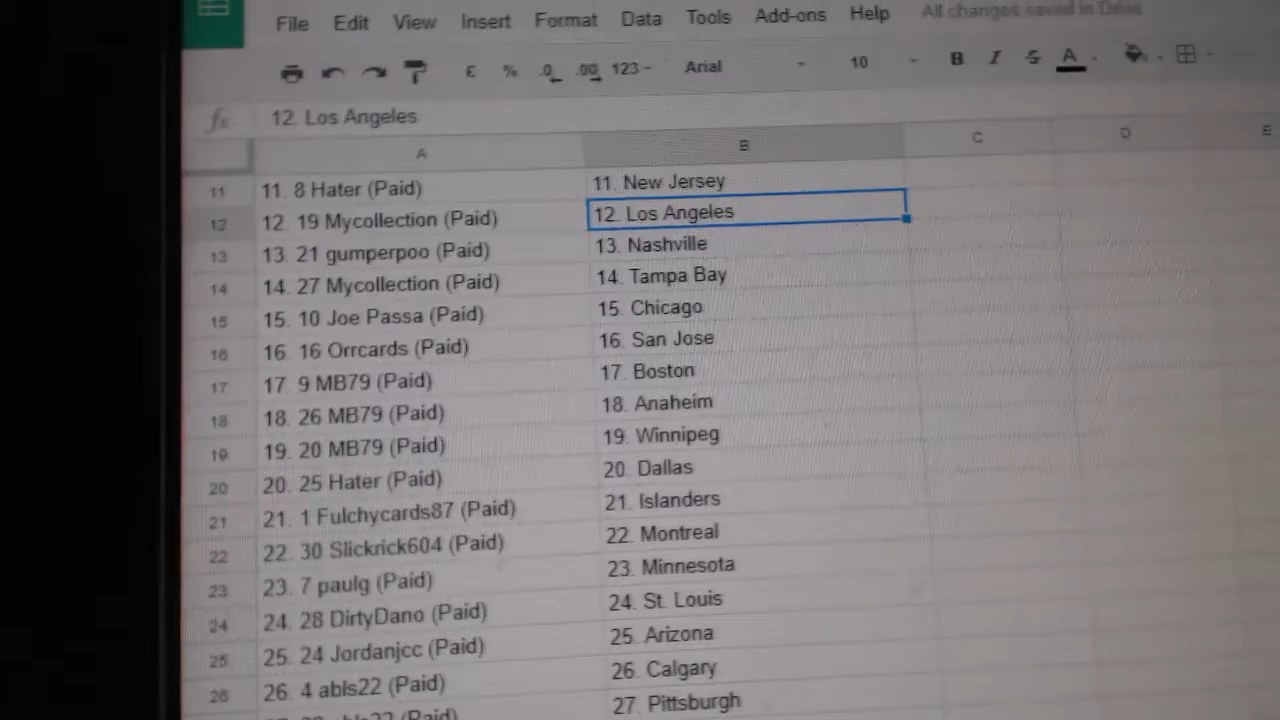 File Edit View Insert Format Data Tools Add-ons Help All changes saved in Drive
£ % .0 .00 123 Arial 10 B I S A
fx 12. Los Angeles
A B C D E
11 11. 8 Hater (Paid) 11. New Jersey
12 12. 19 Mycollection (Paid) 12. Los Angeles
13 13. 21 gumperpoo (Paid) 13. Nashville
14 14. 27 Mycollection (Paid) 14. Tampa Bay
15 15. 10 Joe Passa (Paid) 15. Chicago
16 16. 16 Orrcards (Paid) 16. San Jose
17 17. 9 MB79 (Paid) 17. Boston
18 18. 26 MB79 (Paid) 18. Anaheim
19 19. 20 MB79 (Paid) 19. Winnipeg
20 20. 25 Hater (Paid) 20. Dallas
21 21. 1 Fulchycards87 (Paid) 21. Islanders
22 22. 30 Slickrick604 (Paid) 22. Montreal
23 23. 7 paulg (Paid) 23. Minnesota
24 24. 28 DirtyDano (Paid) 24. St. Louis
25 25. 24 Jordanjcc (Paid) 25. Arizona
26 26. 4 abls22 (Paid) 26. Calgary
(Paid) 27. Pittsburgh